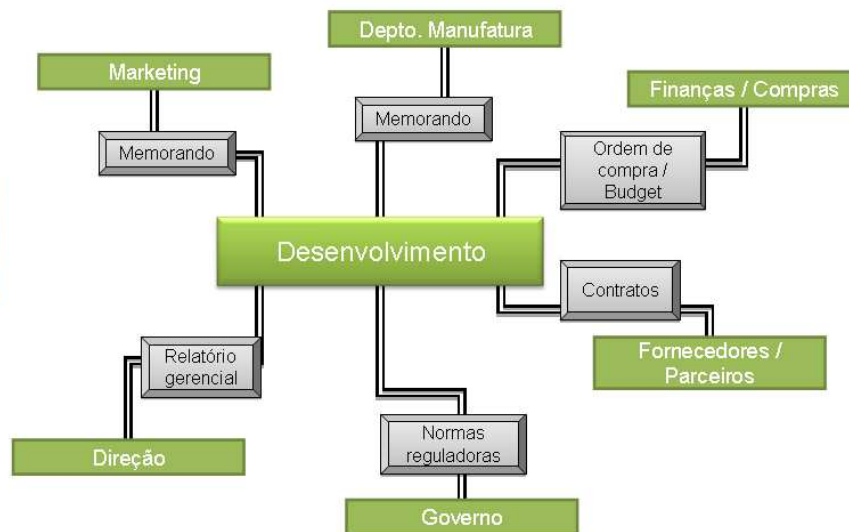 Depto. Manufatura
Marketing
Finanças / Compras
Memorando
Memorando
Ordem de
compra /
Budget
Desenvolvimento
Contratos
Relatório
gerencial
Fornecedores /
Parceiros
Normas
reguladoras
Direção
Governo